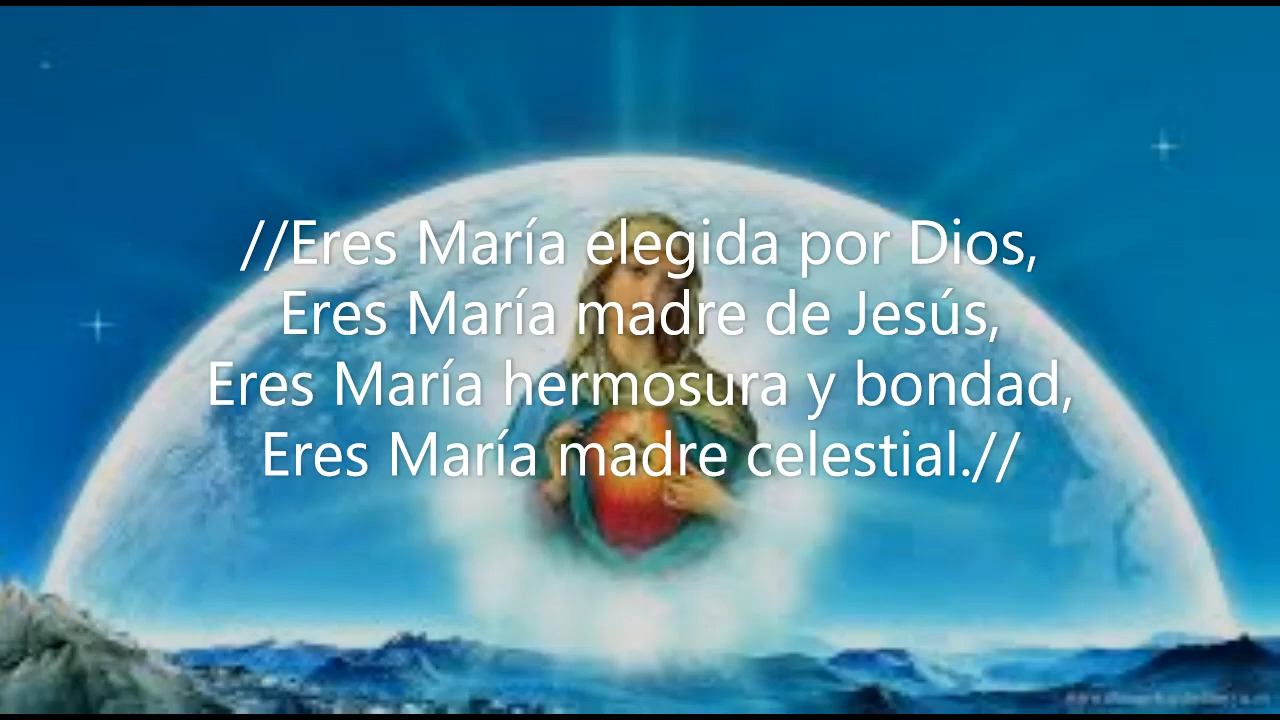 //Eres María elegida por Dios,
Eres María madre de Jesús,
Eres María hermosura y bondad,
Eres María madre celestial.//